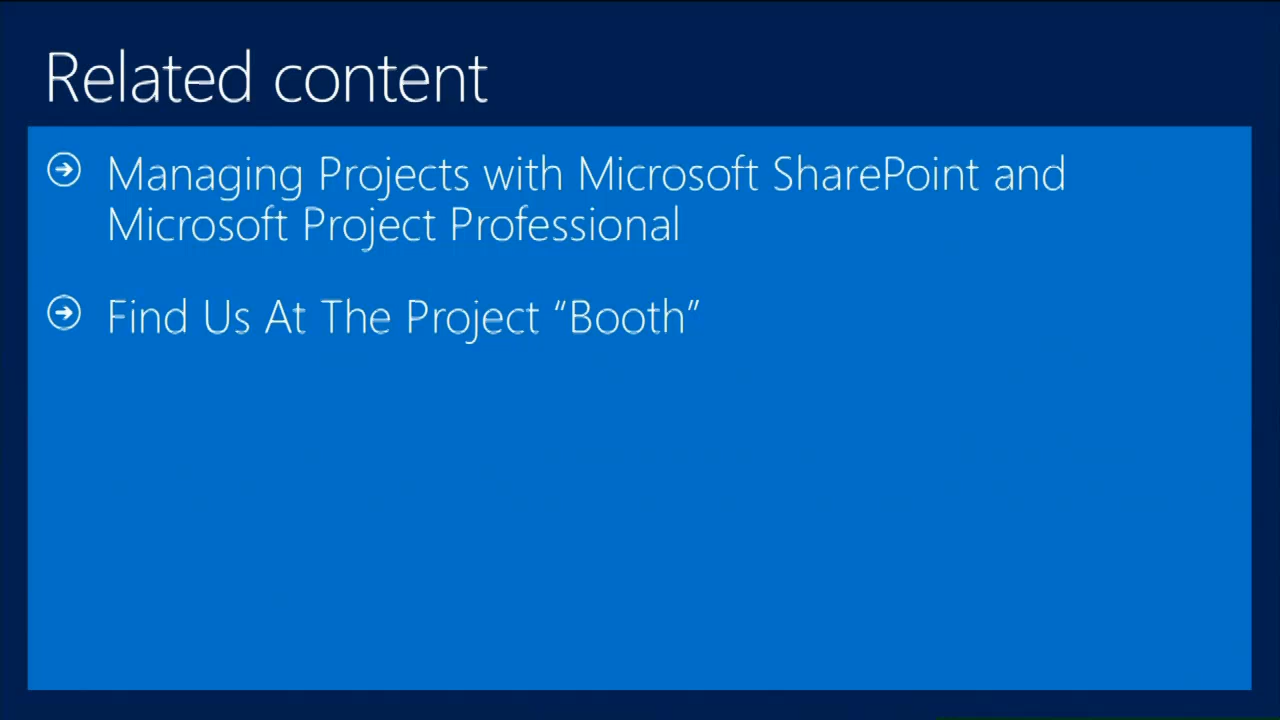 Related content
Managing Projects with Microsoft SharePoint and
Microsoft Project Professional
Find Us At The Project “Booth”